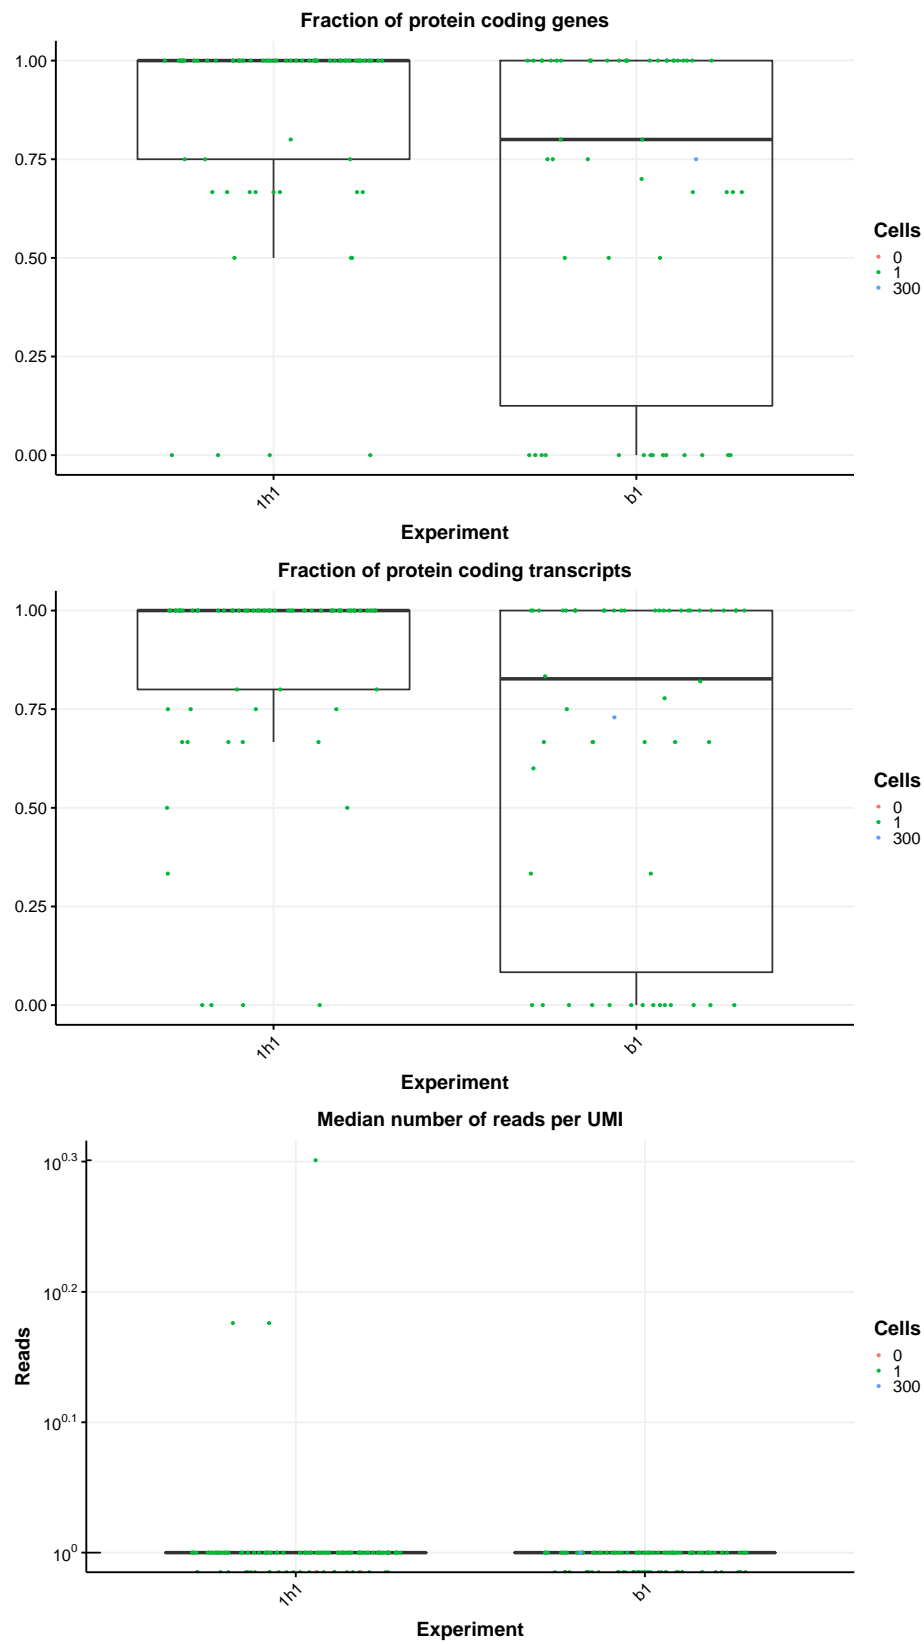 Fraction of protein coding genes
1.00
0.75
0.50
0.25
0.00
1h1
b1
Experiment
Cells
0
1
300
Fraction of protein coding transcripts
1.00
0.75
0.50
0.25
0.00
1h1
b1
Experiment
Cells
0
1
300
Median number of reads per UMI
Reads
10^0.3
10^0.2
10^0.1
10^0
1h1
b1
Experiment
Cells
0
1
300